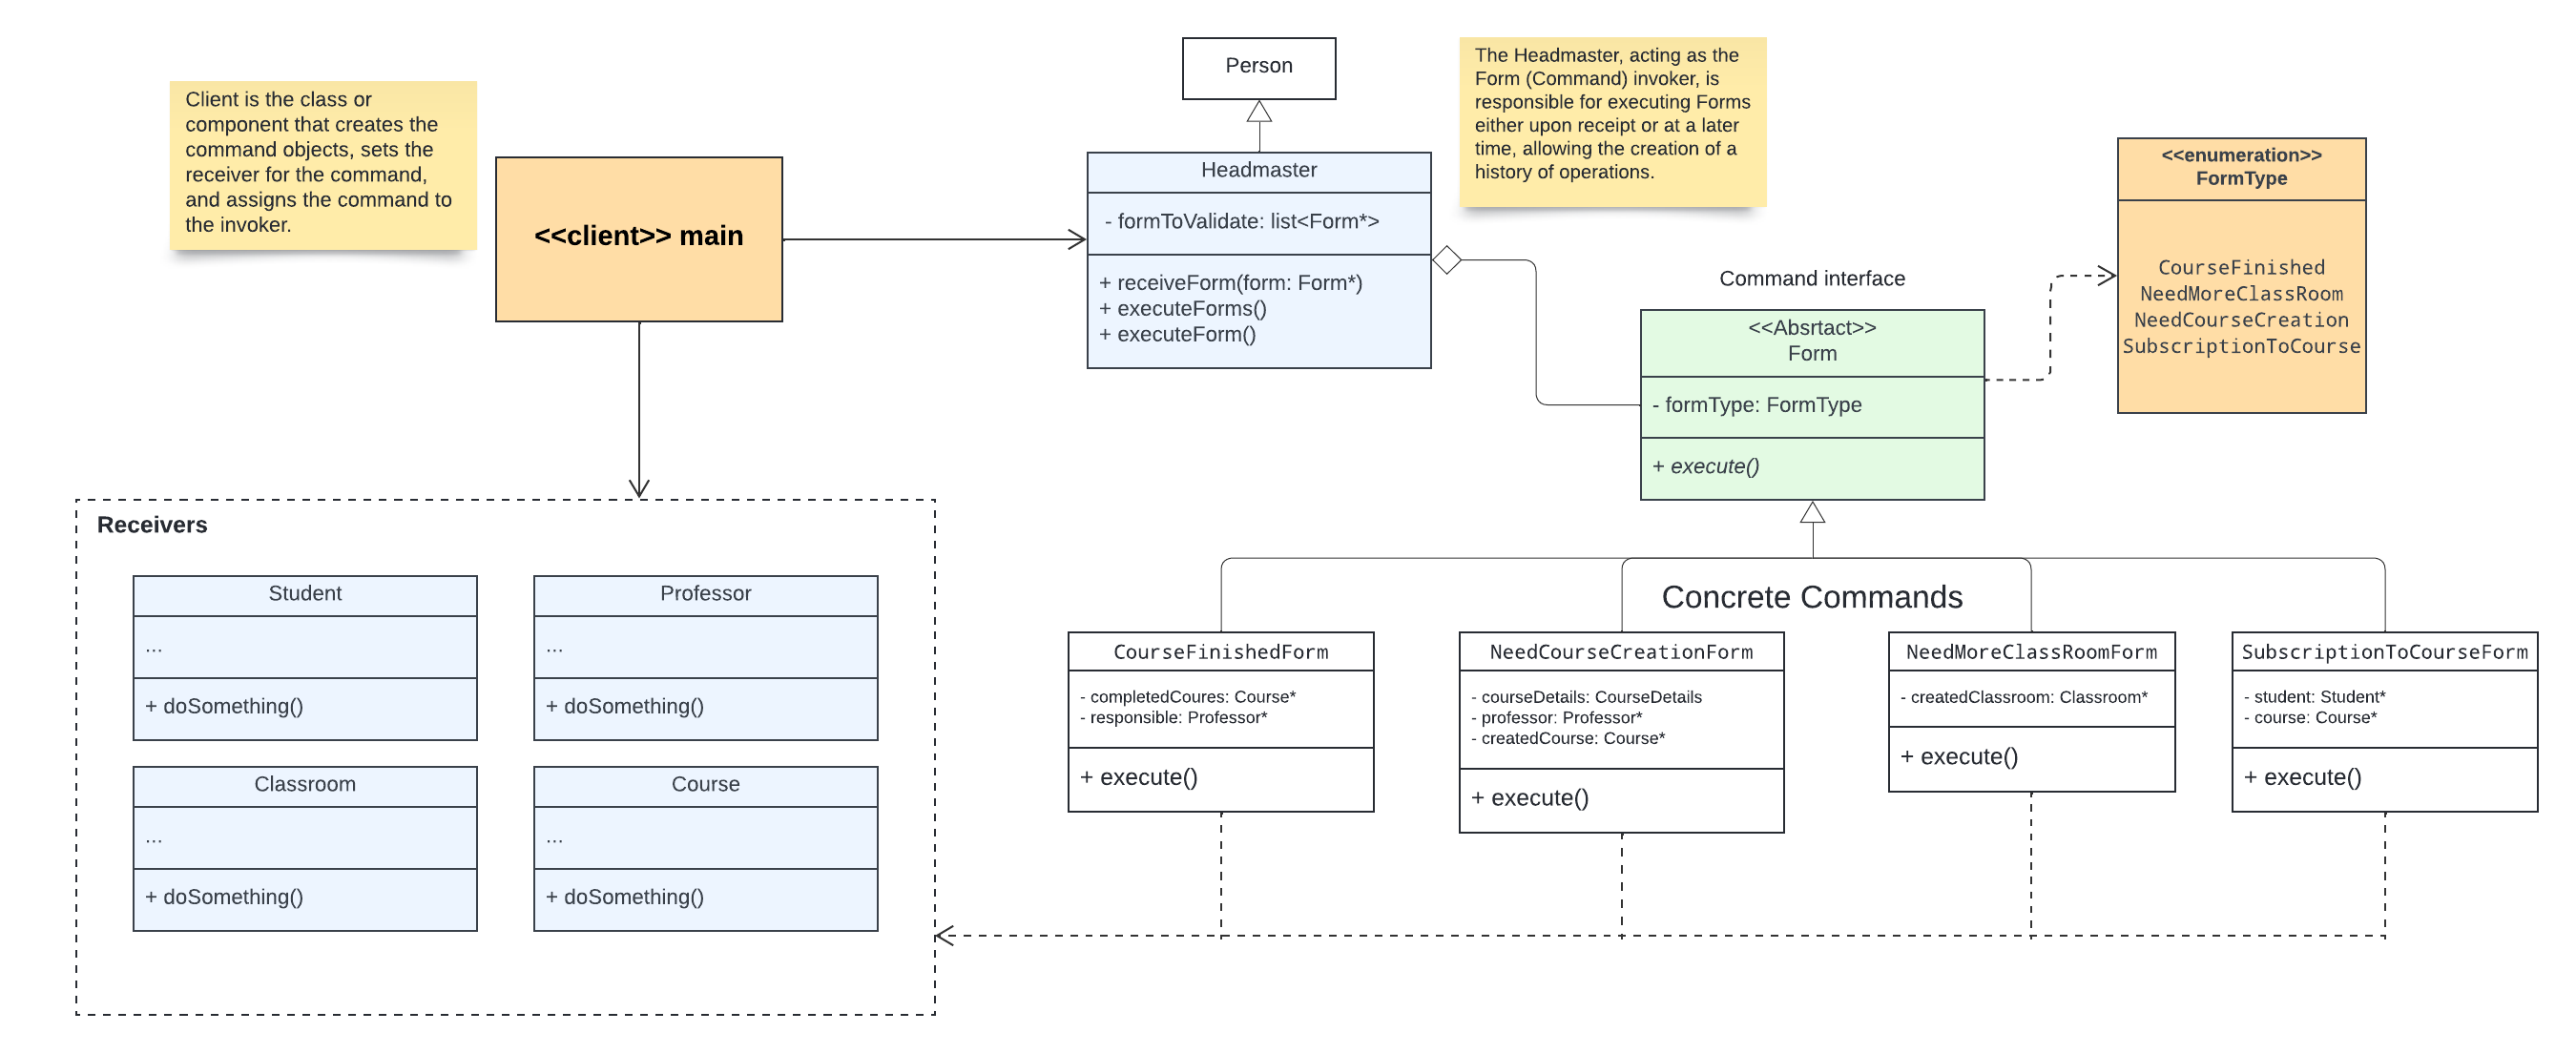 Client is the class or
component that creates the
command objects, sets the
receiver for the command,
and assigns the command to
the invoker.
<<client>> main
Person
Headmaster
- formToValidate: list<Form*>
+ receiveForm(form: Form*)
+ executeForms()
+ executeForm()
The Headmaster, acting as the
Form (Command) invoker, is
responsible for executing Forms
either upon receipt or at a later
time, allowing the creation of a
history of operations.
Command interface
<<Absrtact>>
Form
- formType: FormType
+ execute()
<<enumeration>>
FormType
CourseFinished
NeedMoreClassRoom
NeedCourseCreation
SubscriptionToCourse
Receivers
Student
...
+ doSomething()
Professor
...
+ doSomething()
Classroom
...
+ doSomething()
Course
...
+ doSomething()
Concrete Commands
CourseFinishedForm
- completedCoures: Course*
- responsible: Professor*
+ execute()
NeedCourseCreationForm
- courseDetails: CourseDetails
- professor: Professor*
- createdCourse: Course*
+ execute()
NeedMoreClassRoomForm
- createdClassroom: Classroom*
+ execute()
SubscriptionToCourseForm
- student: Student*
- course: Course*
+ execute()